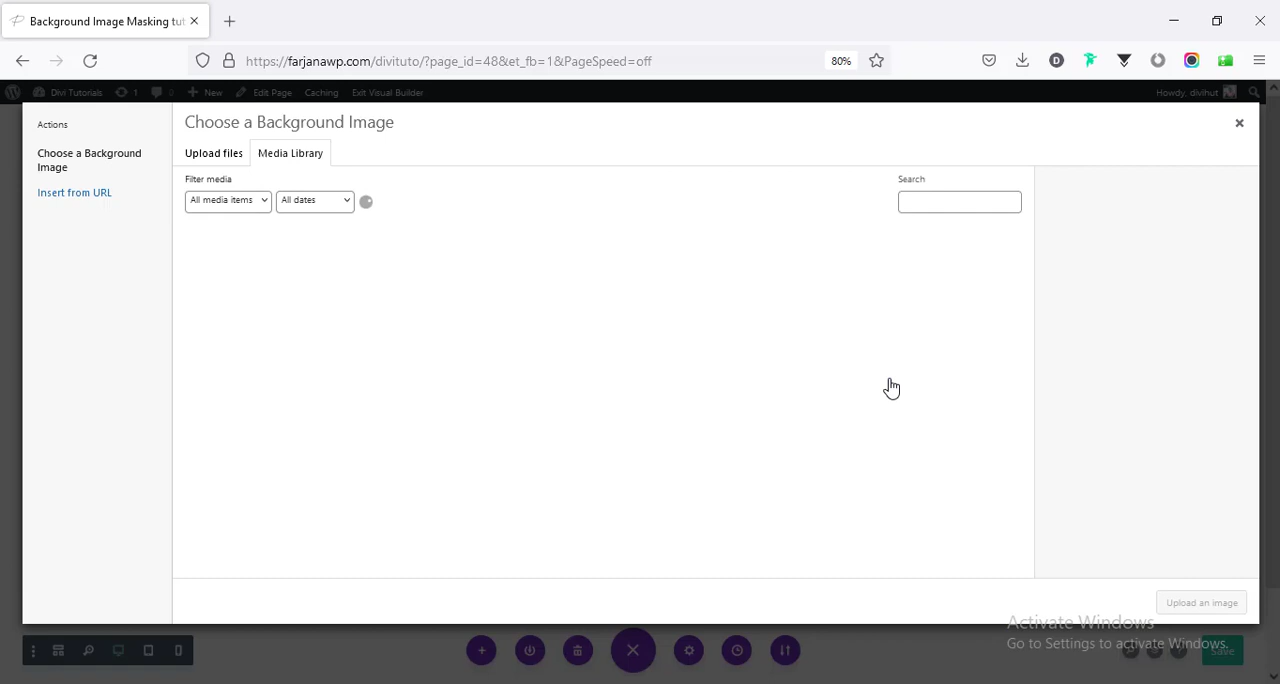 Background Image Masking tut
https://farjanawp.com/divituto/?page_id=48&et_fb=1&PageSpeed=off
80%
Divi Tutorials
1
0
New
Edit Page
Caching
Exit Visual Builder
Howdy, divihut
Actions
Choose a Background Image
Upload files
Media Library
Choose a Background
Image
Insert from URL
Filter media
All media items
All dates
Search
Upload an image
Activate Windows
Go to Settings to activate Windows.
Save